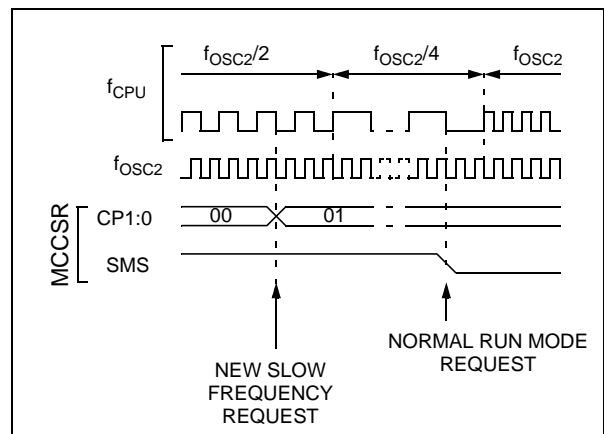 fOSC2/2 fOSC2/4 fOSC2
fCPU
fOSC2
MCCSR
CP1:0 00 01
SMS
NEW SLOW
FREQUENCY
REQUEST
NORMAL RUN MODE
REQUEST